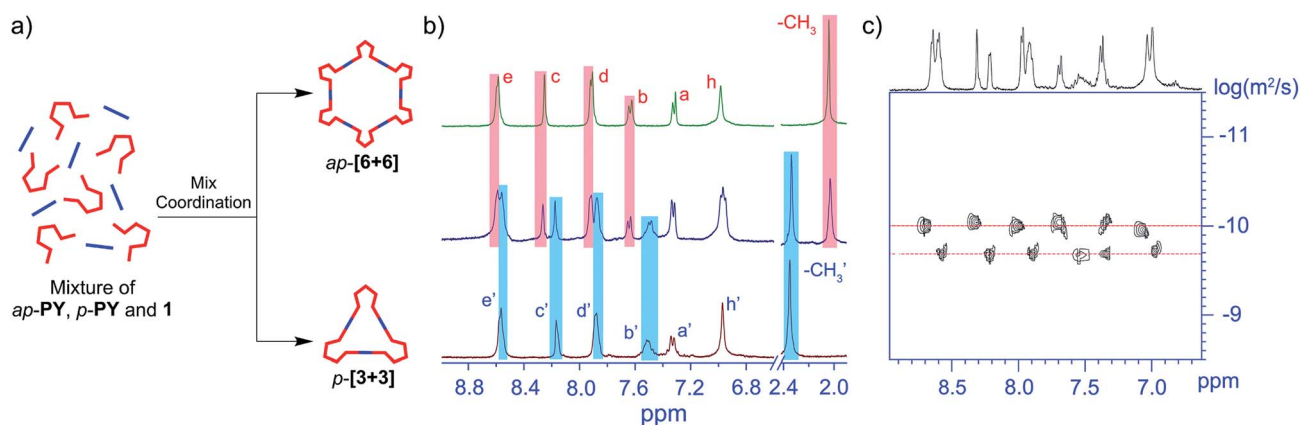 a)
Mixture of
ap-PY, p-PY and 1
Mix
Coordination
ap-[6+6]
p-[3+3]
b)
-CH3
e
c
d
b
a
h
-CH3'
e'
c'
d'
b'
a'
h'
8.8 8.4 8.0 7.6 7.2 6.8 2.4 2.0
ppm
c)
log(m²/s)
-11
-10
-9
8.5 8.0 7.5 7.0 ppm